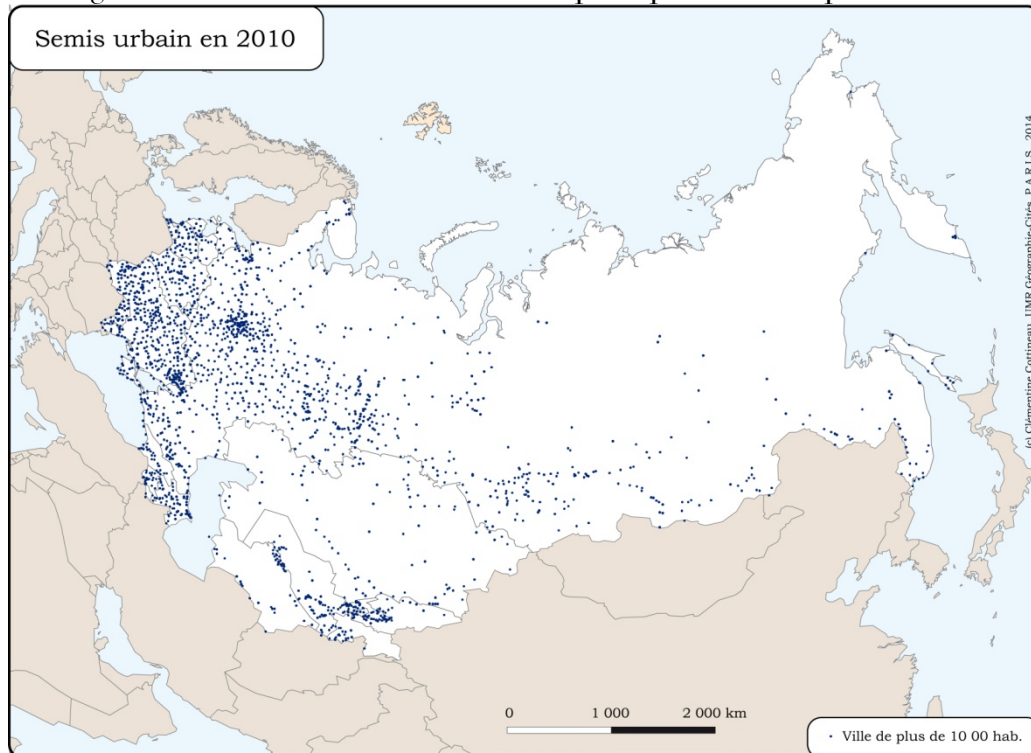 Semis urbain en 2010
(c) Clémentine Cottineau, UMR Géographie-Cités, P.A.R.I.S., 2014
0 1 000 2 000 km
Ville de plus de 10 00 hab.